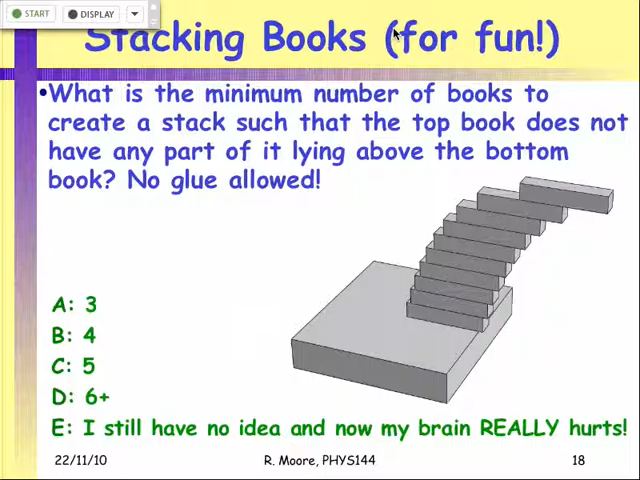 START DISPLAY
Stacking Books (for fun!)
•What is the minimum number of books to
create a stack such that the top book does not
have any part of it lying above the bottom
book? No glue allowed!
A: 3
B: 4
C: 5
D: 6+
E: I still have no idea and now my brain REALLY hurts!
22/11/10 R. Moore, PHYS144 18